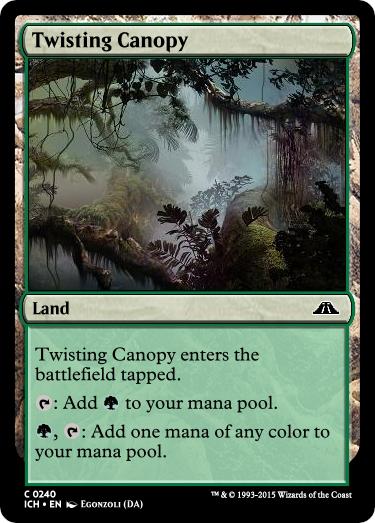 Twisting Canopy
Land
Twisting Canopy enters the
battlefield tapped.
: Add to your mana pool.
, : Add one mana of any color to
your mana pool.
C 0240
ICH • EN Egonzoli (DA)
™ & © 1993-2015 Wizards of the Coast